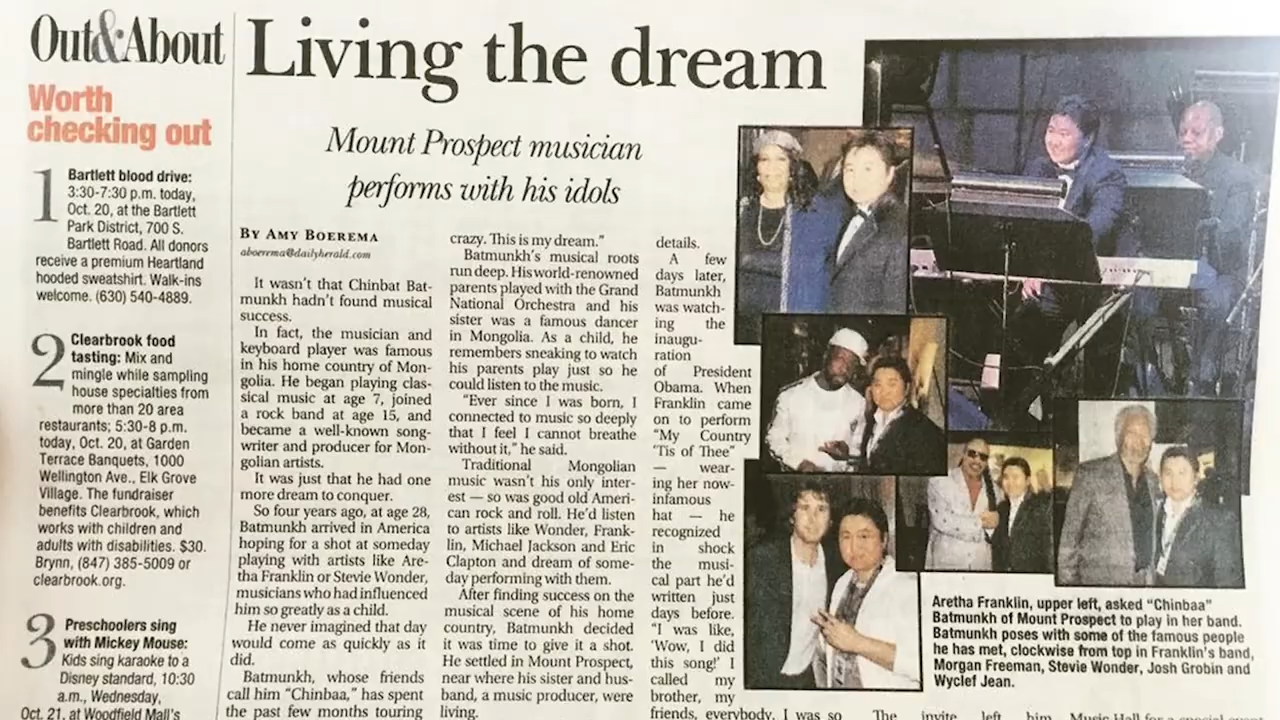 Out&About
Worth
checking out
1
Bartlett blood drive:
3:30-7:30 p.m. today,
Oct. 20, at the Bartlett
Park District, 700 S.
Bartlett Road. All donors
receive a premium Heartland
hooded sweatshirt. Walk-ins
welcome. (630) 540-4889.
2
Clearbrook food
tasting: Mix and
mingle while sampling
house specialties from
more than 20 area
restaurants; 5:30-8 p.m.
today, Oct. 20, at Garden
Terrace Banquets, 1000
Wellington Ave., Elk Grove
Village. The fundraiser
benefits Clearbrook, which
works with children and
adults with disabilities. $30.
Brynn, (847) 385-5009 or
clearbrook.org.
3
Preschoolers sing
with Mickey Mouse:
Kids sing karaoke to a
Disney standard, 10:30
a.m., Wednesday,
Oct. 21, at Woodfield Mall's
Living the dream
Mount Prospect musician
performs with his idols
BY AMY BOEREMA
aboerema@dailyherald.com
It wasn't that Chinbat Bat-
munkh hadn't found musical
success.
In fact, the musician and
keyboard player was famous
in his home country of Mon-
golia. He began playing clas-
sical music at age 7, joined
a rock band at age 15, and
became a well-known song-
writer and producer for Mon-
golian artists.
It was just that he had one
more dream to conquer.
So four years ago, at age 28,
Batmunkh arrived in America
hoping for a shot at someday
playing with artists like Are-
tha Franklin or Stevie Wonder,
musicians who had influenced
him so greatly as a child.
He never imagined that day
would come as quickly as it
did.
Batmunkh, whose friends
call him "Chinbaa," has spent
the past few months touring
crazy. This is my dream."
Batmunkh's musical roots
run deep. His world-renowned
parents played with the Grand
National Orchestra and his
sister was a famous dancer
in Mongolia. As a child, he
remembers sneaking to watch
his parents play just so he
could listen to the music.
"Ever since I was born, I
connected to music so deeply
that I feel I cannot breathe
without it," he said.
Traditional Mongolian
music wasn't his only inter-
est — so was good old Ameri-
can rock and roll. He'd listen
to artists like Wonder, Frank-
lin, Michael Jackson and Eric
Clapton and dream of some-
day performing with them.
After finding success on the
musical scene of his home
country, Batmunkh decided
it was time to give it a shot.
He settled in Mount Prospect,
near where his sister and hus-
band, a music producer, were
living.
details.
A few
days later,
Batmunkh
was watch-
ing the
inaugu-
ration
of President
Obama. When
Franklin came
on to perform
"My Country
'Tis of Thee"
— wear-
ing her now-
infamous
hat — he
recognized
in shock
the musi-
cal part he'd
written just
days before.
"I was like,
'Wow, I did
this song!' I
called my
brother, my
friends, everybody. I was so
Aretha Franklin, upper left, asked "Chinbaa"
Batmunkh of Mount Prospect to play in her band.
Batmunkh poses with some of the famous people
he has met, clockwise from top in Franklin's band,
Morgan Freeman, Stevie Wonder, Josh Grobin and
Wyclef Jean.
The invite left him
Music Hall for a special event